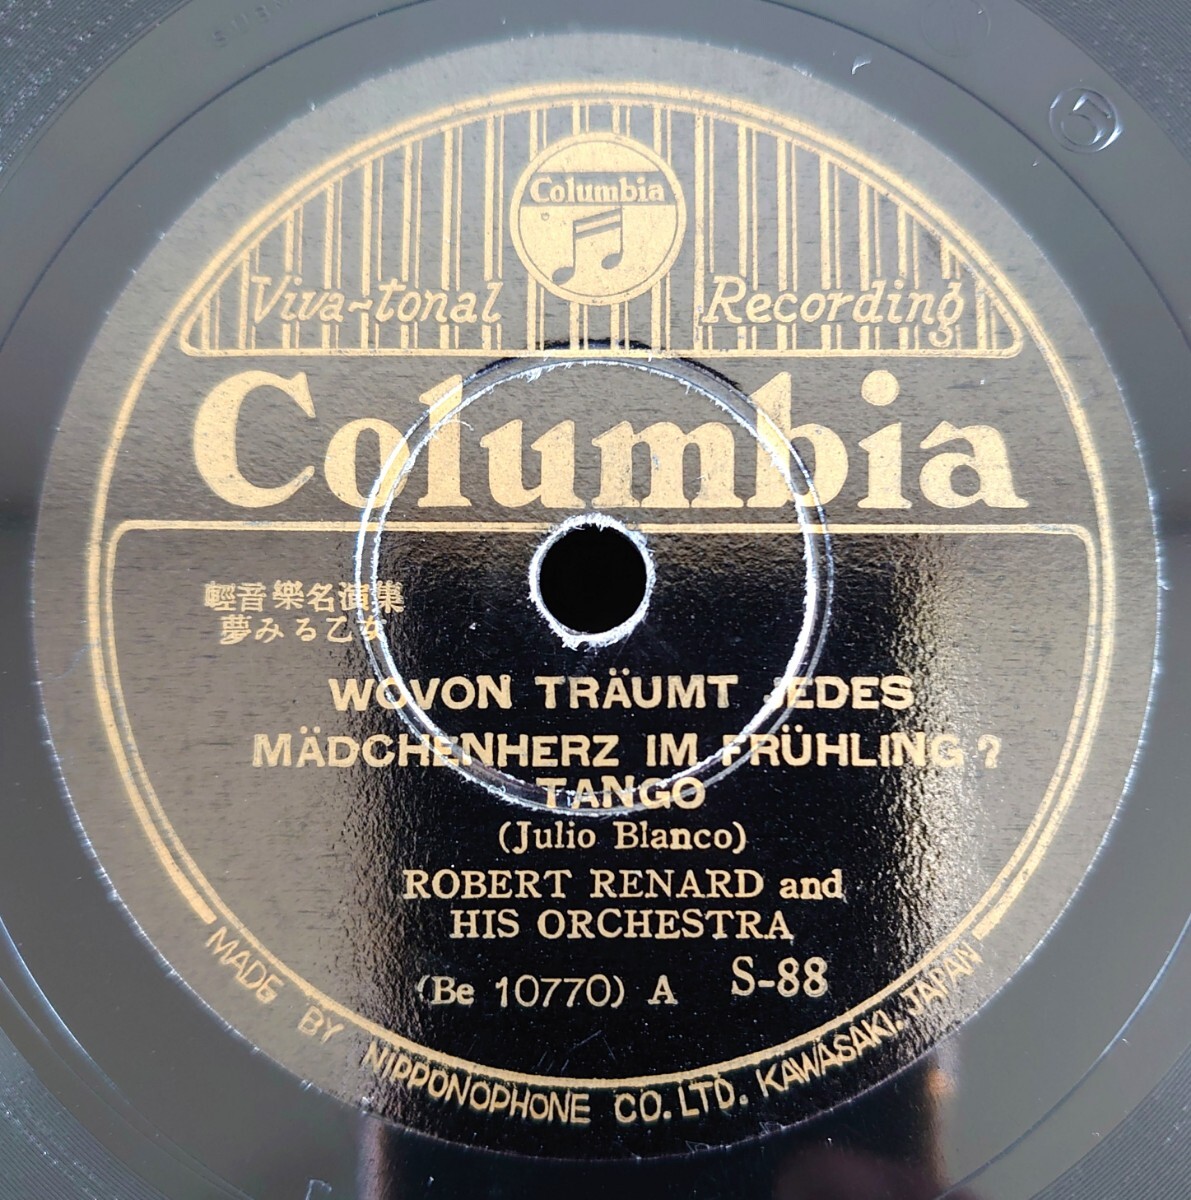 Columbia
Viva-tonal Recording
Columbia
輕音樂名演集
夢みる乙女
WOVON TRÄUMT JEDES
MÄDCHENHERZ IM FRÜHLING?
TANGO
(Julio Blanco)
ROBERT RENARD and
HIS ORCHESTRA
(Be 10770) A S-88
MADE BY NIPPONOPHONE CO. LTD. KAWASAKI. JAPAN
5